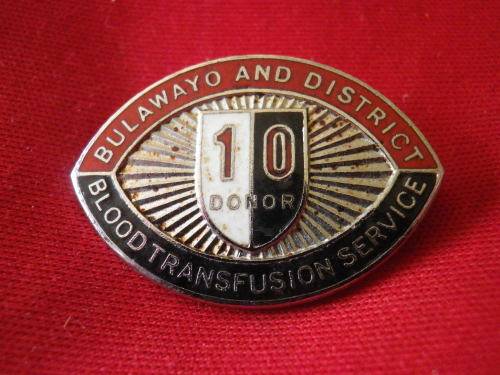 BULAWAYO AND DISTRICT
10
DONOR
BLOOD TRANSFUSION SERVICE